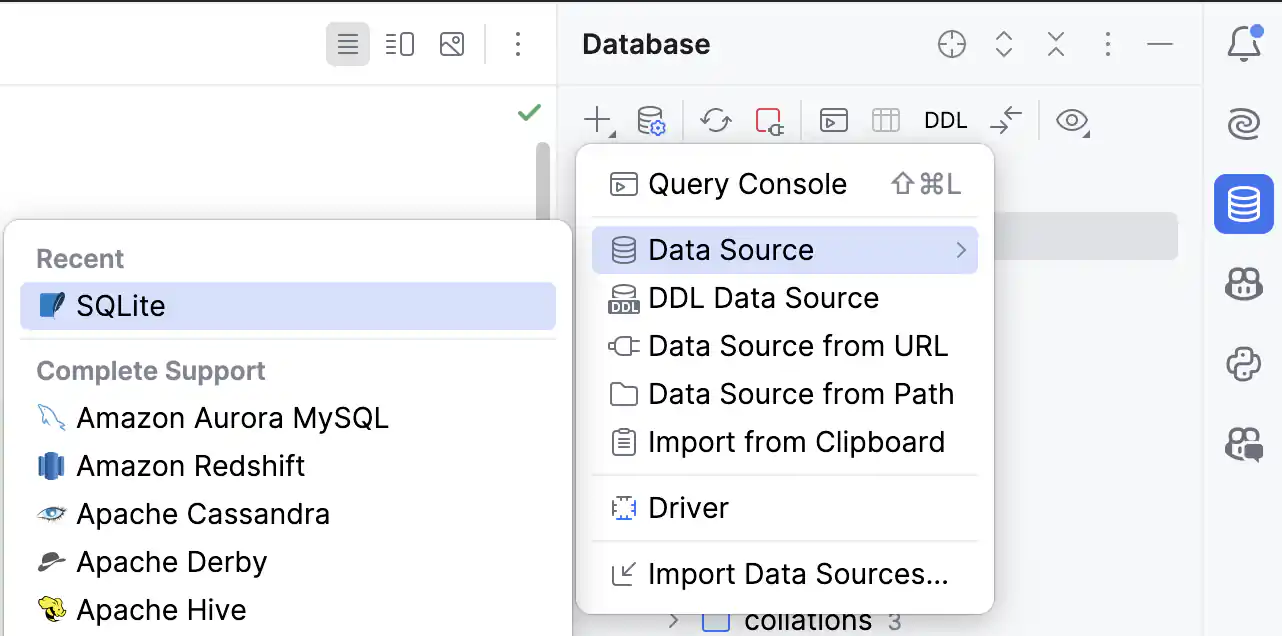 Database
DDL
Query Console ⇧⌘L
Data Source
DDL Data Source
Data Source from URL
Data Source from Path
Import from Clipboard
Driver
Import Data Sources...
Recent
SQLite
Complete Support
Amazon Aurora MySQL
Amazon Redshift
Apache Cassandra
Apache Derby
Apache Hive
collations 3